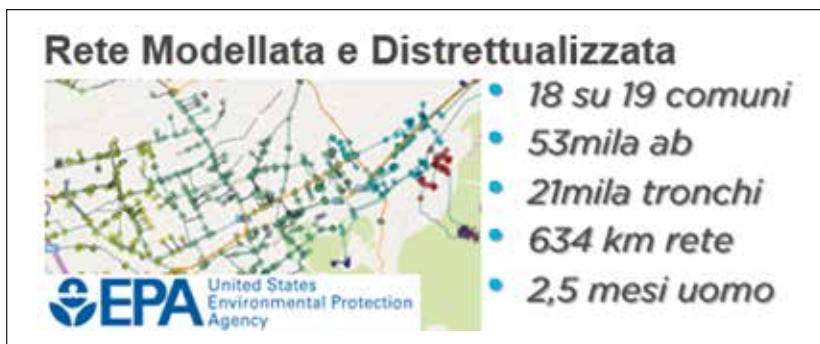 Rete Modellata e Distrettualizzata
18 su 19 comuni
53mila ab
21mila tronchi
634 km rete
2,5 mesi uomo
EPA United States
Environmental Protection
Agency